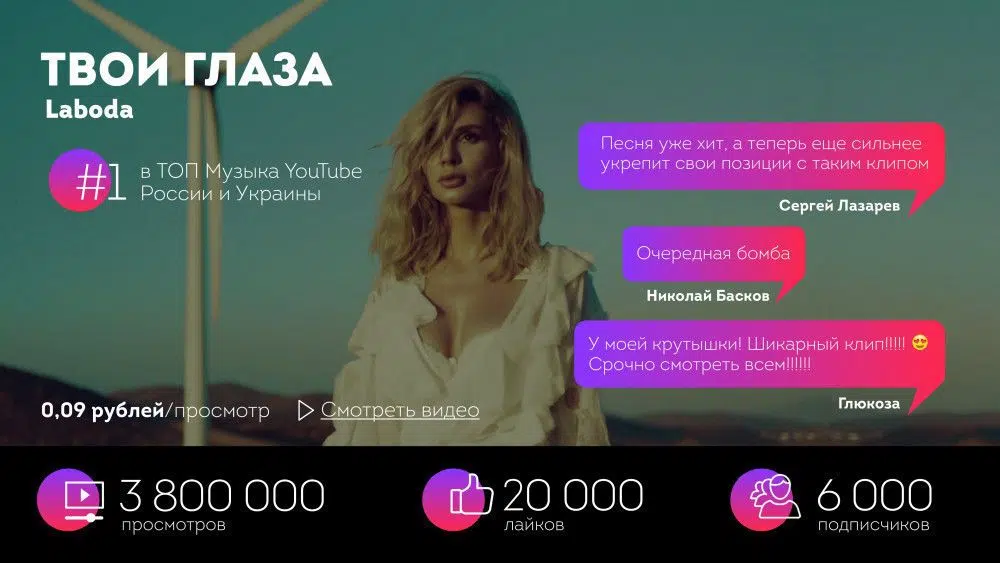 ТВОИ ГЛАЗА
Laboda
#1
в ТОП Музыка YouTube
России и Украины
Песня уже хит, а теперь еще сильнее
укрепит свои позиции с таким клипом
Сергей Лазарев
Очередная бомба
Николай Басков
У моей крутышки! Шикарный клип!!!!! 😍
Срочно смотреть всем!!!!!!
Глюкоза
0,09 рублей/просмотр
Смотреть видео
3 800 000
просмотров
20 000
лайков
6 000
подписчиков